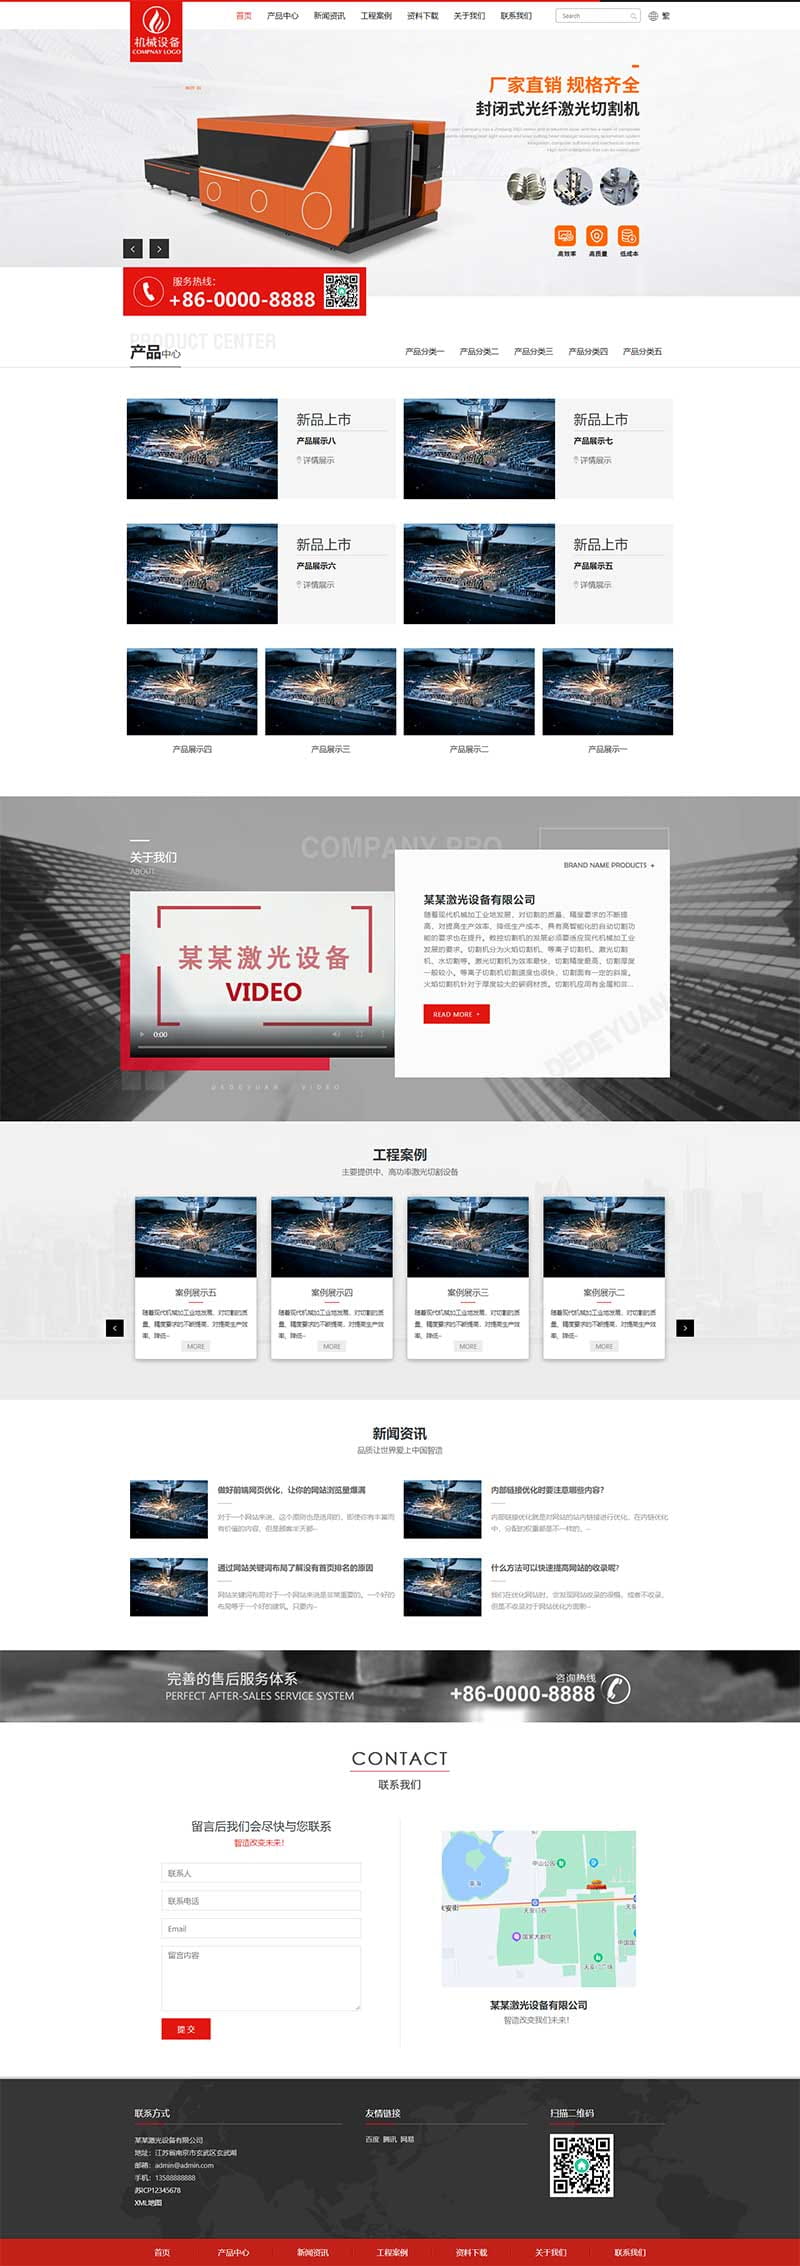 机械设备
COMPNAY LOGO
首页 产品中心 新闻资讯 工程案例 资料下载 关于我们 联系我们
Search
繁
厂家直销 规格齐全
封闭式光纤激光切割机
高效率 高质量 低成本
服务热线:
+86-0000-8888
PRODUCT CENTER
产品中心
产品分类一 产品分类二 产品分类三 产品分类四 产品分类五
新品上市
产品展示八
详情展示
新品上市
产品展示七
详情展示
新品上市
产品展示六
详情展示
新品上市
产品展示五
详情展示
产品展示四 产品展示三 产品展示二 产品展示一
COMPANY PRO
关于我们
ABOUT
某某激光设备
VIDEO
0:00
DEDEYUAN VIDEO
BRAND NAME PRODUCTS +
某某激光设备有限公司
随着现代机械加工业地发展，对切割的质量、精度要求的不断提
高，对提高生产效率、降低生产成本、具有高智能化的自动切割功
能的要求也在提升。数控切割机的发展必须要适应现代机械加工业
发展的要求。切割机分为火焰切割机、等离子切割机、激光切割
机、水切割等。激光切割机为效率最快，切割精度最高，切割厚度
一般较小。等离子切割机切割速度也很快，切割面有一定的斜度。
火焰切割机针对于厚度较大的碳钢材质。切割机应用有金属和非...
READ MORE +
DEDEYUAN
工程案例
主要提供中、高功率激光切割设备
案例展示五
随着现代机械加工业地发展，对切割的质
量、精度要求的不断提高，对提高生产效
率、降低~
MORE
案例展示四
随着现代机械加工业地发展，对切割的质
量、精度要求的不断提高，对提高生产效
率、降低~
MORE
案例展示三
随着现代机械加工业地发展，对切割的质
量、精度要求的不断提高，对提高生产效
率、降低~
MORE
案例展示二
随着现代机械加工业地发展，对切割的质
量、精度要求的不断提高，对提高生产效
率、降低~
MORE
新闻资讯
品质让世界爱上中国智造
做好前端网页优化，让你的网站浏览量爆满
对于一个网站来说，这个原则也是适用的，即使你有丰富而
有价值的内容，但是顾客半天都~
内部链接优化时要注意哪些内容?
内部链接优化就是对网站的站内链接进行优化，在内链优化
中，分配的权重都是不一样的，~
通过网站关键词布局了解没有首页排名的原因
网站关键词布局对于一个网站来说是非常重要的。一个好的
布局等于一个好的建筑。只要内~
什么方法可以快速提高网站的收录呢?
我们在优化网站时，会发现网站收录的很慢，或者不收录，
但是不收录对于网站优化方面影~
完善的售后服务体系
PERFECT AFTER-SALES SERVICE SYSTEM
咨询热线
+86-0000-8888
CONTACT
联系我们
留言后我们会尽快与您联系
智造改变未来!
联系人
联系电话
Email
留言内容
提 交
中山公园
南海
天安门西
国家大剧院
天安门广场
某某激光设备有限公司
智造改变我们未来!
联系方式
某某激光设备有限公司
地址：江苏省南京市玄武区玄武湖
邮箱：admin@admin.com
手机：13588888888
苏ICP12345678
XML地图
友情链接
百度 腾讯 网易
扫描二维码
首页 产品中心 新闻资讯 工程案例 资料下载 关于我们 联系我们